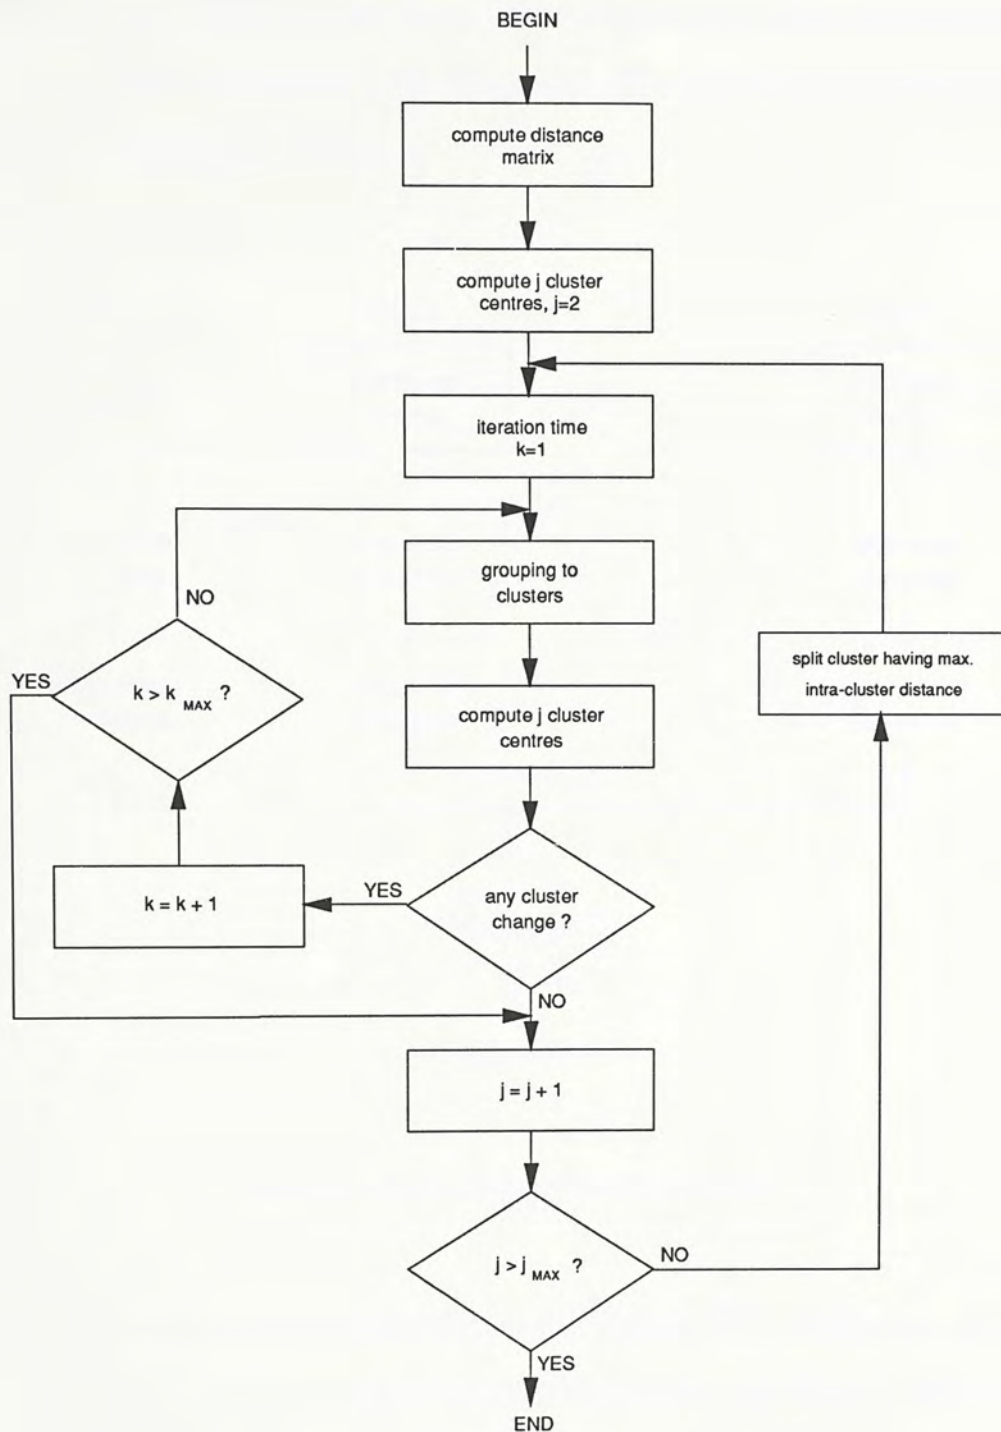 BEGIN
compute distance
matrix
compute j cluster
centres, j=2
iteration time
k=1
grouping to
clusters
NO
YES
k > k MAX ?
split cluster having max.
intra-cluster distance
compute j cluster
centres
YES
k = k + 1
any cluster
change ?
NO
j = j + 1
j > j MAX ?
NO
YES
END